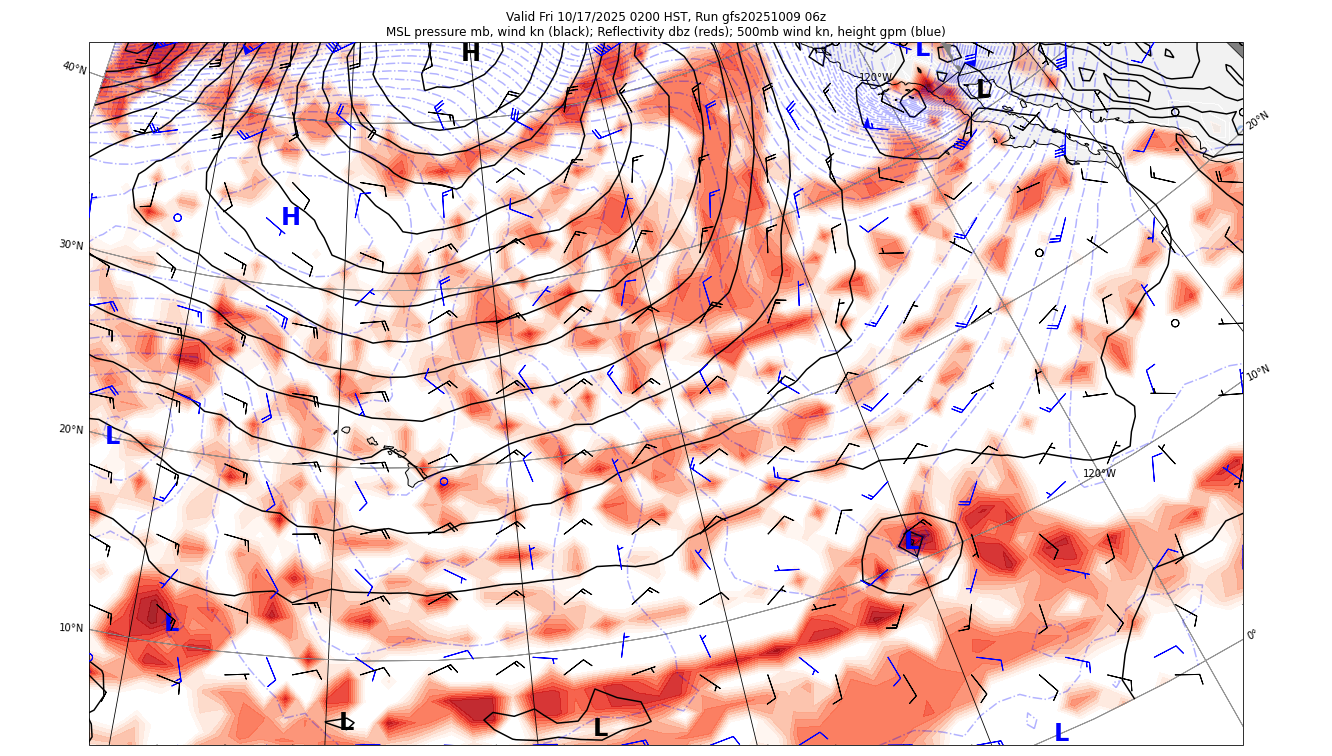 Valid Fri 10/17/2025 0200 HST, Run gfs20251009 06z
MSL pressure mb, wind kn (black); Reflectivity dbz (reds); 500mb wind kn, height gpm (blue)
H
L
40°N
120°W
L
20°N
H
30°N
10°N
L
20°N
120°W
L
L
10°N
0°
L
L
L